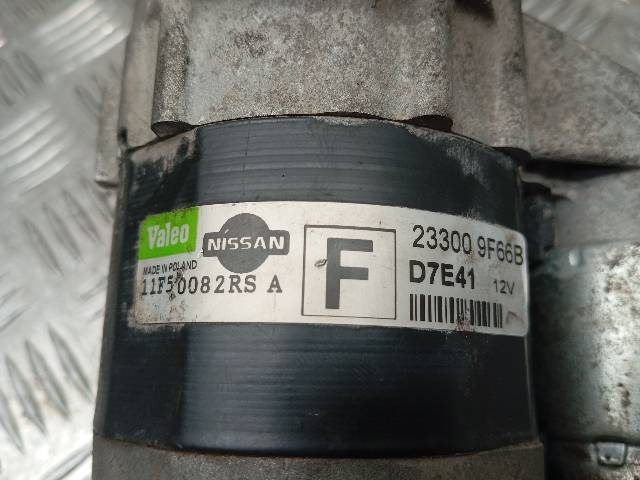 Valeo
NISSAN
MADE IN POLAND
11F50082RS A
F
23300 9F66B
D7E41 12V